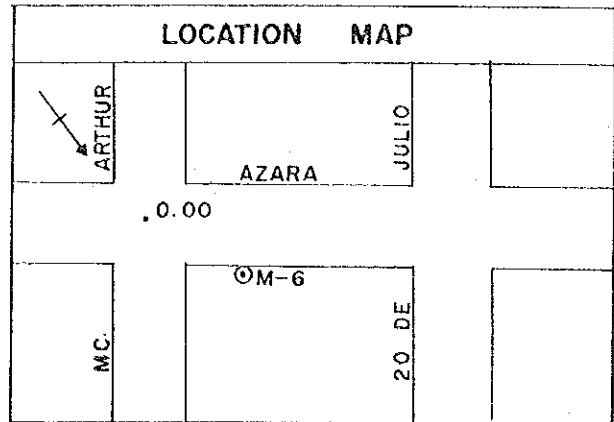 LOCATION MAP
ARTHUR
JULIO
AZARA
.0.00
M-6
MC.
20 DE